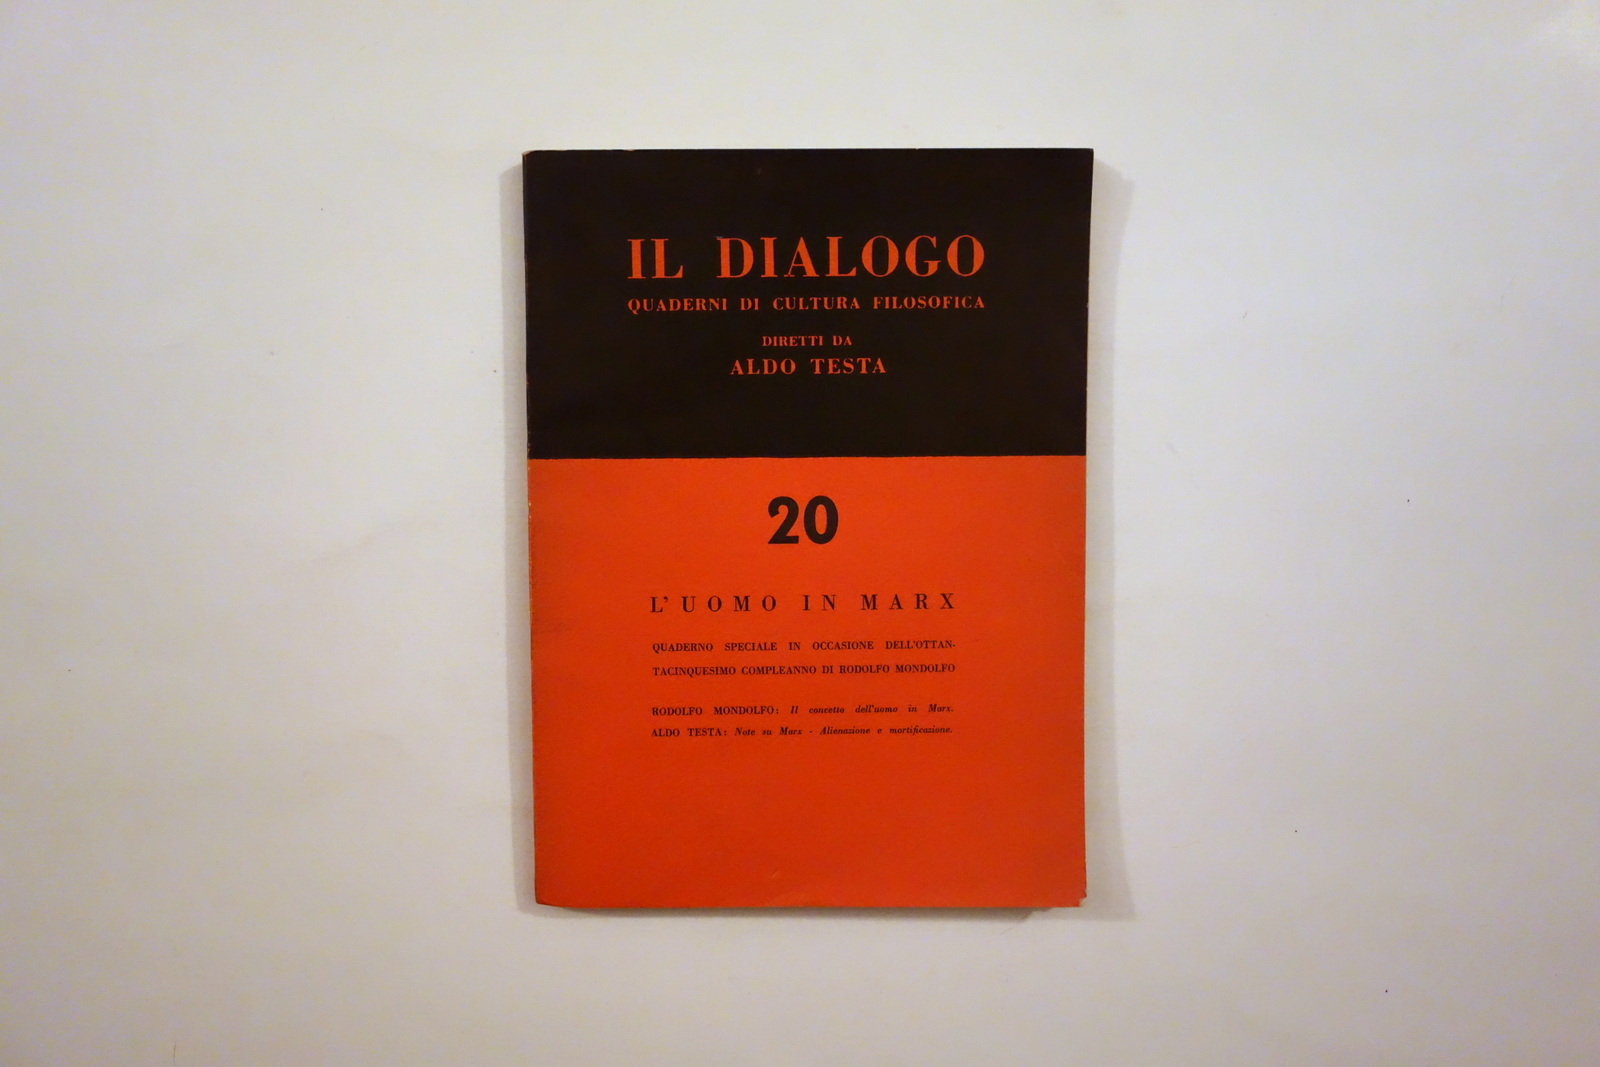 IL DIALOGO
QUADERNI DI CULTURA FILOSOFICA
DIRETTI DA
ALDO TESTA
20
L'UOMO IN MARX
QUADERNO SPECIALE IN OCCASIONE DELL'OTTAN-
TACINQUESIMO COMPLEANNO DI RODOLFO MONDOLFO
RODOLFO MONDOLFO: Il concetto dell'uomo in Marx.
ALDO TESTA: Note su Marx - Alienazione e mortificazione.